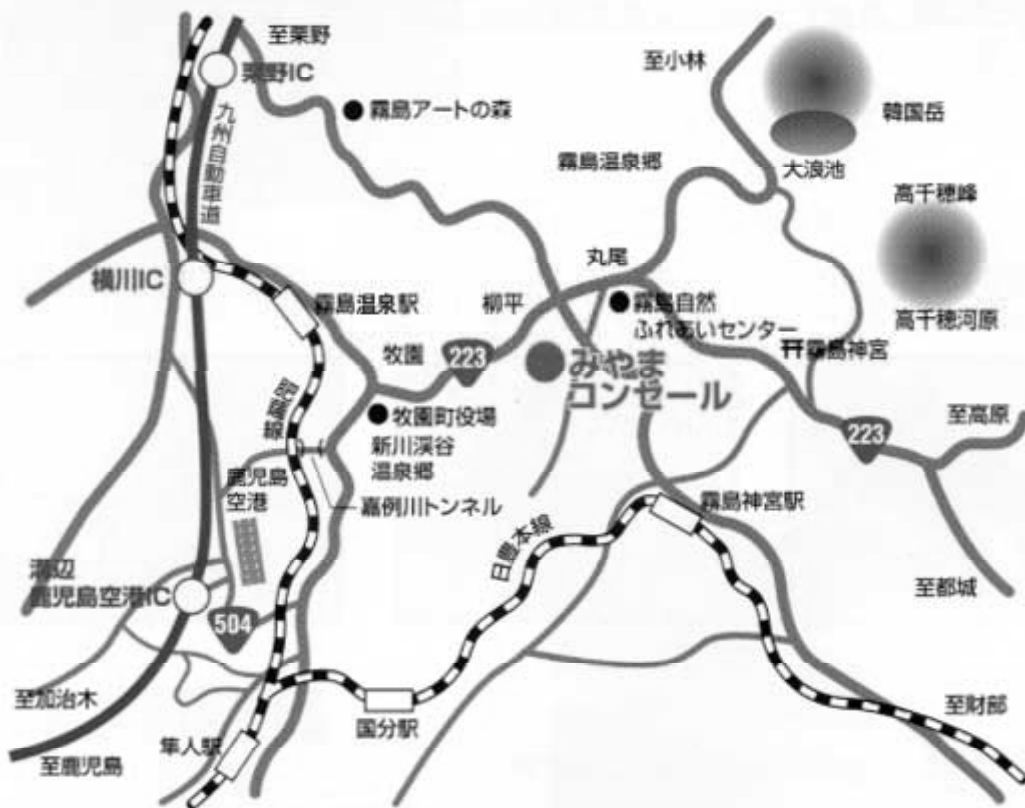 至栗野
栗野IC
九州自動車道
霧島アートの森
至小林
韓国岳
大浪池
霧島温泉郷
高千穂峰
丸尾
横川IC
霧島温泉駅
柳平
霧島自然
ふれあいセンター
高千穂河原
牧園
223
みやま
コンゼール
霧島神宮
肥薩線
牧園町役場
至高原
223
新川渓谷
温泉郷
鹿児島
空港
嘉例川トンネル
霧島神宮駅
日豊本線
溝辺
鹿児島空港IC
至都城
504
至加治木
国分駅
至財部
隼人駅
至鹿児島